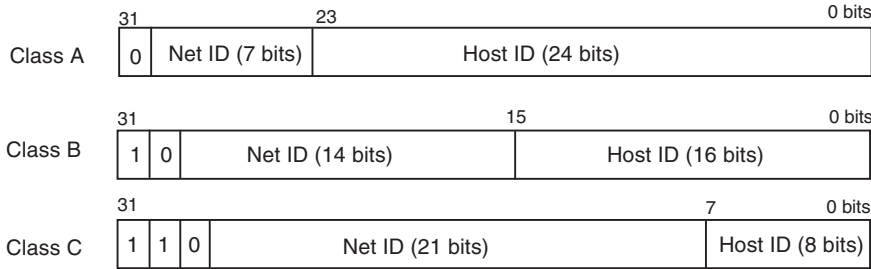 31 23 0 bits
Class A 0 Net ID (7 bits) Host ID (24 bits)
31 15 0 bits
Class B 1 0 Net ID (14 bits) Host ID (16 bits)
31 7 0 bits
Class C 1 1 0 Net ID (21 bits) Host ID (8 bits)